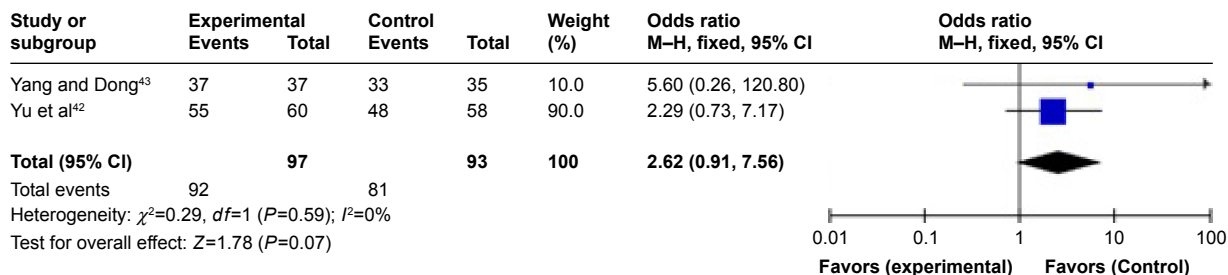 Study or Experimental Control Weight Odds ratio Odds ratio
subgroup Events Total Events Total (%) M–H, fixed, 95% CI M–H, fixed, 95% CI
Yang and Dong⁴³ 37 37 33 35 10.0 5.60 (0.26, 120.80)
Yu et al⁴² 55 60 48 58 90.0 2.29 (0.73, 7.17)
Total (95% CI) 97 93 100 2.62 (0.91, 7.56)
Total events 92 81
Heterogeneity: χ²=0.29, df=1 (P=0.59); I²=0%
Test for overall effect: Z=1.78 (P=0.07)
0.01 0.1 1 10 100
Favors (experimental) Favors (Control)